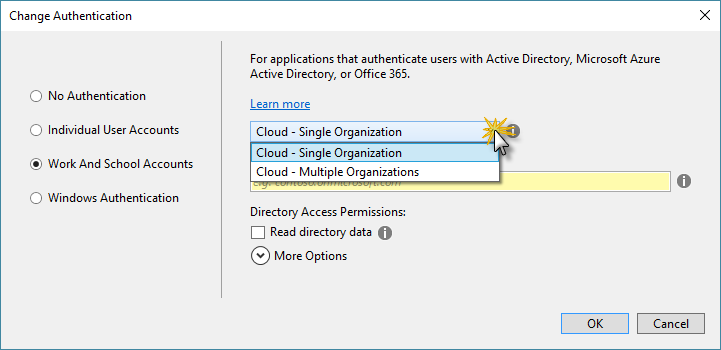 Change Authentication
For applications that authenticate users with Active Directory, Microsoft Azure
Active Directory, or Office 365.
No Authentication
Learn more
Individual User Accounts
Cloud - Single Organization
Cloud - Single Organization
Work And School Accounts
Cloud - Multiple Organizations
e.g. contoso.onmicrosoft.com
Windows Authentication
Directory Access Permissions:
Read directory data
More Options
OK
Cancel